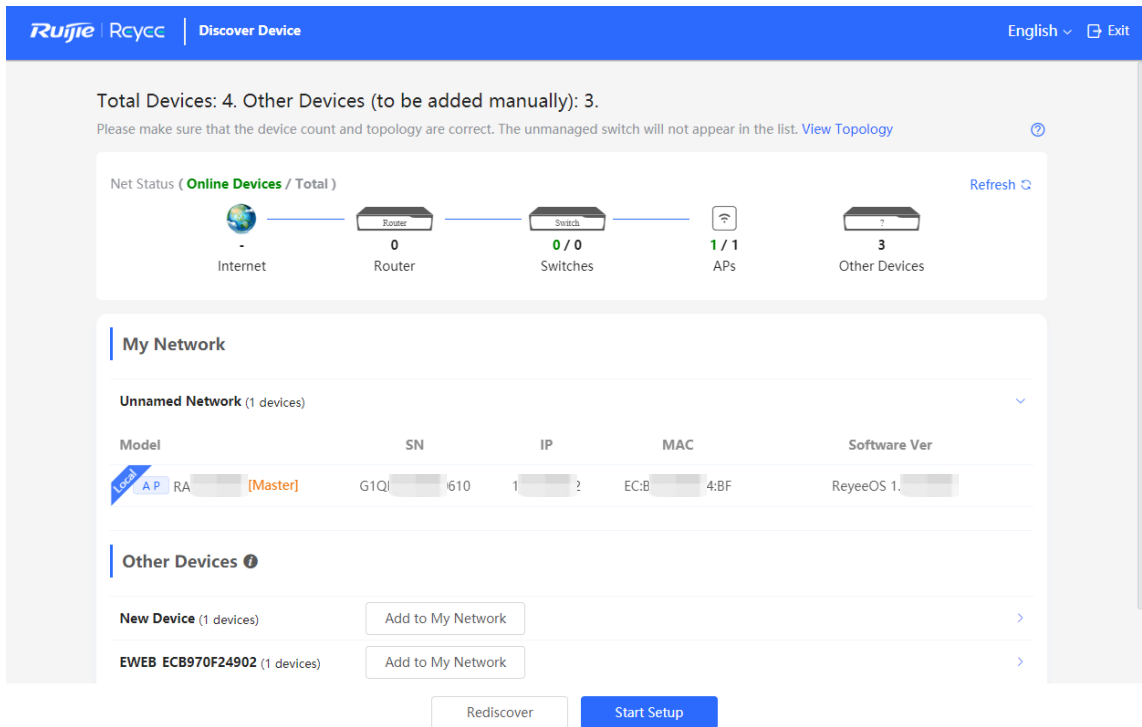 Ruijie | Reyee Discover Device English Exit
Total Devices: 4. Other Devices (to be added manually): 3.
Please make sure that the device count and topology are correct. The unmanaged switch will not appear in the list. View Topology
Net Status ( Online Devices / Total ) Refresh
Router Switch ?
- 0 0 / 0 1 / 1 3
Internet Router Switches APs Other Devices
My Network
Unnamed Network (1 devices)
Model SN IP MAC Software Ver
Local AP RA [Master] G1Q 610 1 2 EC:B 4:BF ReyeeOS 1.
Other Devices
New Device (1 devices) Add to My Network
EWEB_ECB970F24902 (1 devices) Add to My Network
Rediscover Start Setup